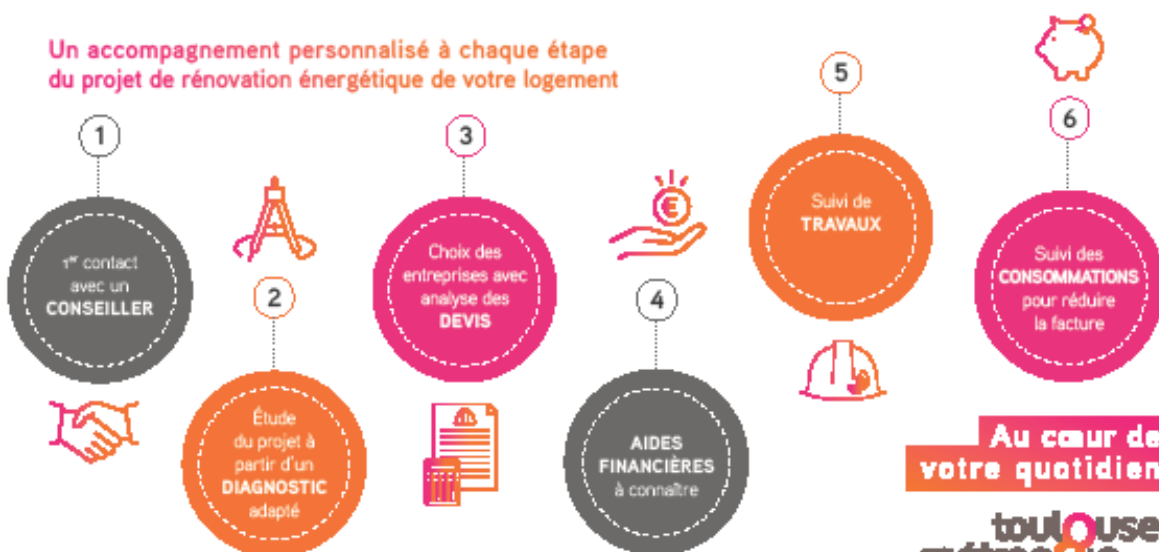 Un accompagnement personnalisé à chaque étape
du projet de rénovation énergétique de votre logement
1
1er contact
avec un
CONSEILLER
2
Étude
du projet à
partir d'un
DIAGNOSTIC
adapté
3
Choix des
entreprises avec
analyse des
DEVIS
4
AIDES
FINANCIÈRES
à connaître
5
Suivi de
TRAVAUX
6
Suivi des
CONSOMMATIONS
pour réduire
la facture
Au cœur de
votre quotidien
toulouse